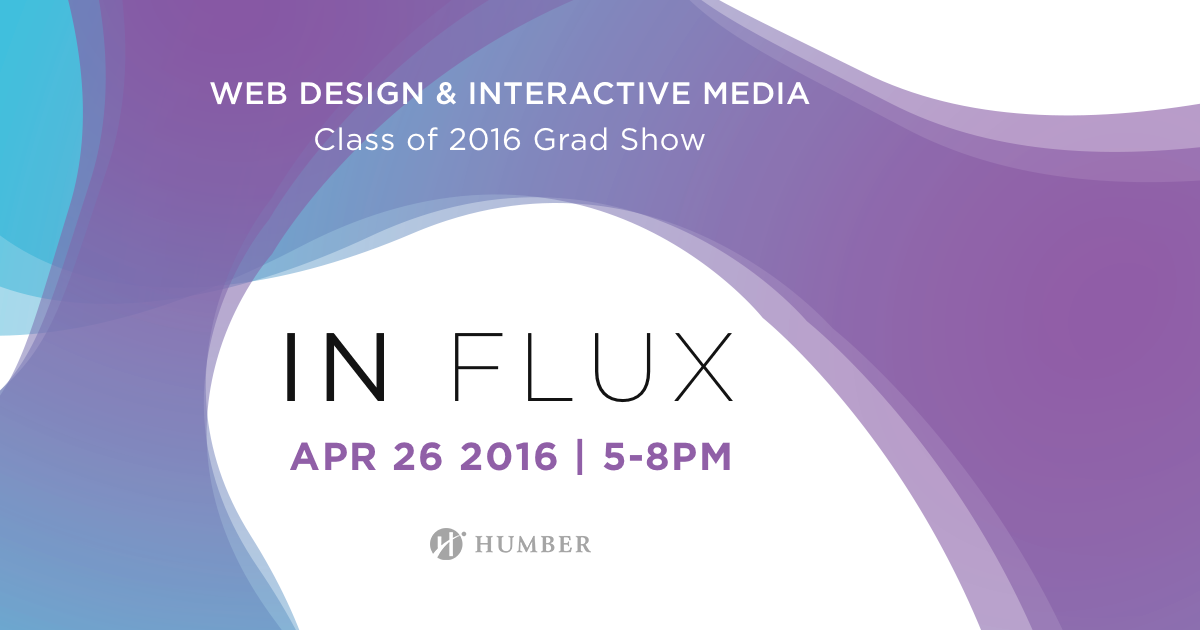 WEB DESIGN & INTERACTIVE MEDIA
Class of 2016 Grad Show
IN FLUX
APR 26 2016 | 5-8PM
HUMBER